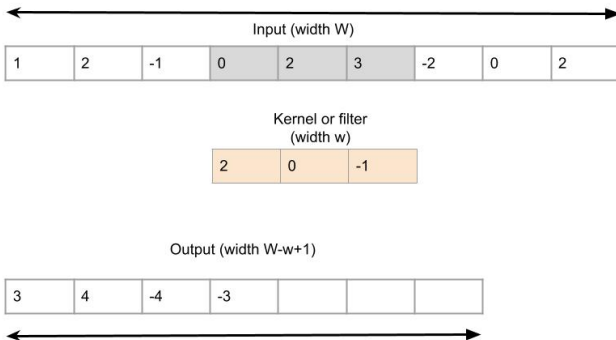 Input (width W)
1 2 -1 0 2 3 -2 0 2
Kernel or filter
(width w)
2 0 -1
Output (width W-w+1)
3 4 -4 -3